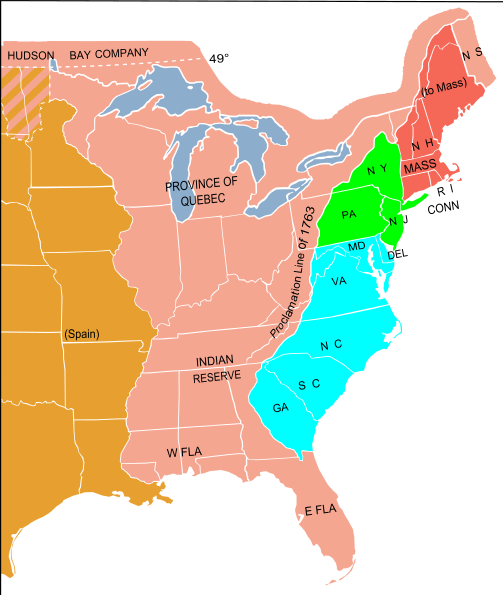 HUDSON BAY COMPANY
49°
N S
(to Mass)
N H
MASS
R I
CONN
N Y
PROVINCE OF
QUEBEC
PA
N J
MD
DEL
VA
Proclamation Line of 1763
(Spain)
N C
INDIAN
RESERVE
S C
GA
W FLA
E FLA